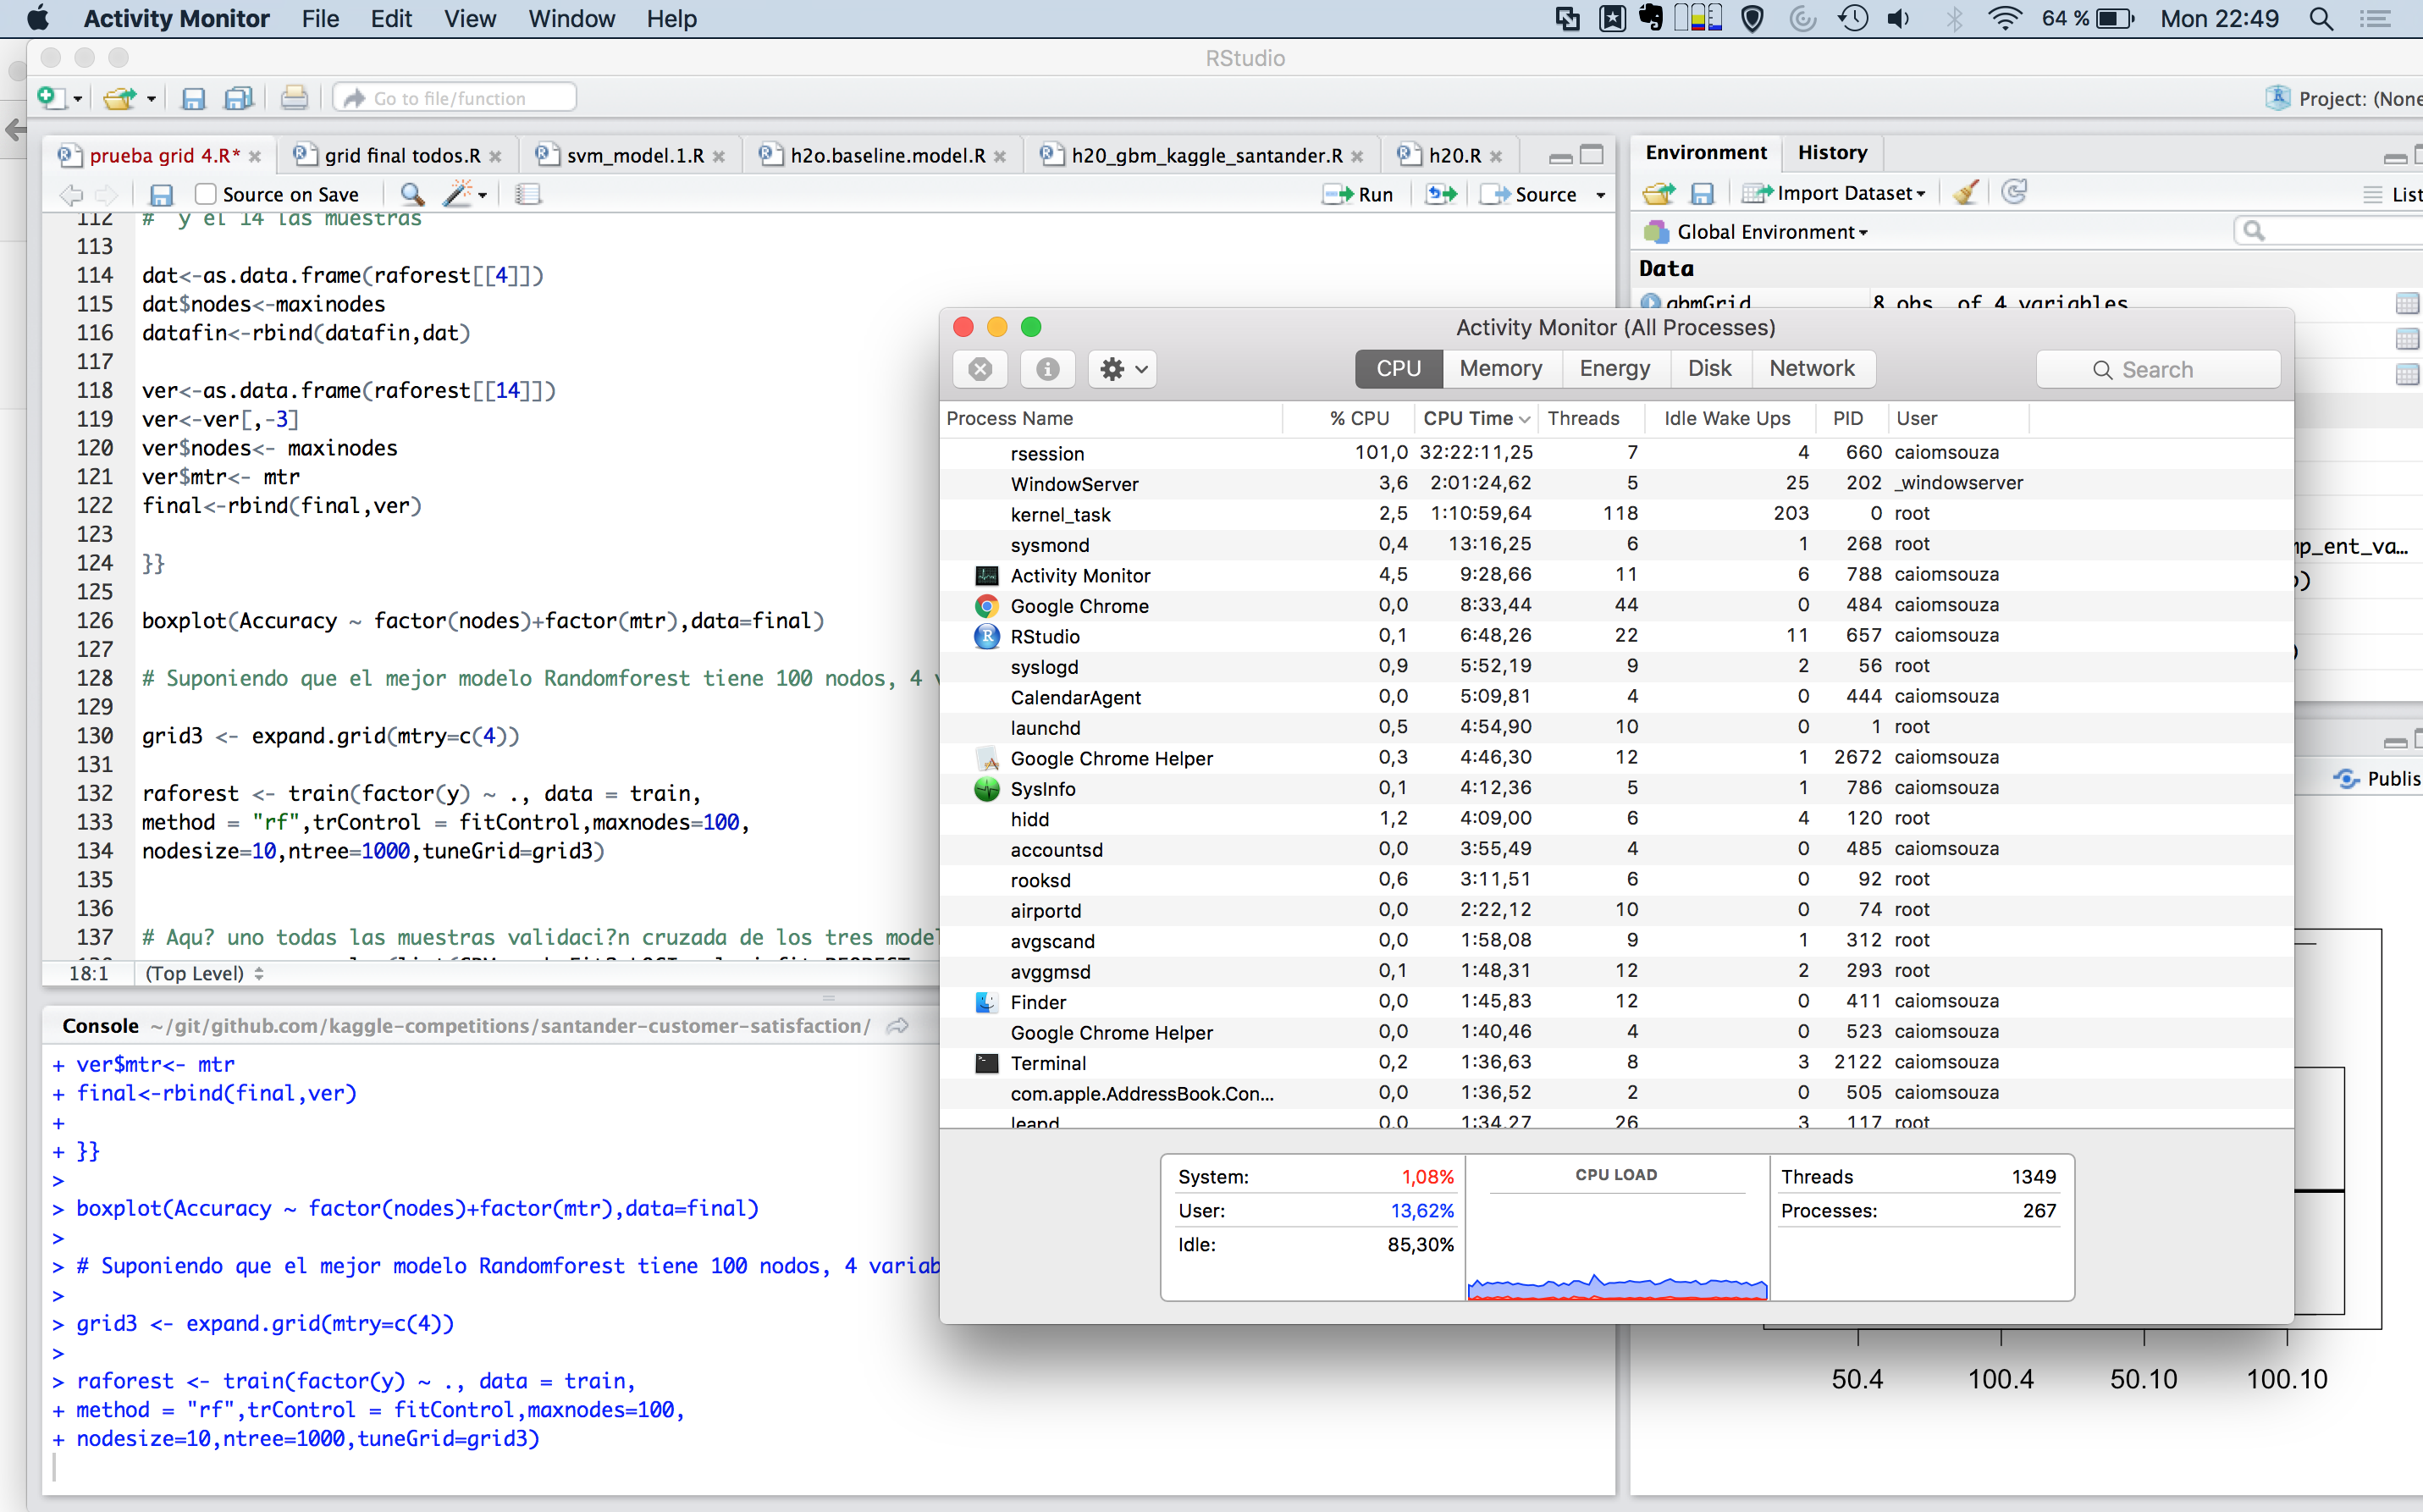 Activity Monitor File Edit View Window Help 64 % Mon 22:49
RStudio
Go to file/function Project: (None
prueba grid 4.R* grid final todos.R svm_model.1.R h2o.baseline.model.R h20_gbm_kaggle_santander.R h20.R
Source on Save Run Source
112 # y el 14 las muestras
113
114 dat<-as.data.frame(raforest[[4]])
115 dat$nodes<-maxinodes
116 datafin<-rbind(datafin,dat)
117
118 ver<-as.data.frame(raforest[[14]])
119 ver<-ver[,-3]
120 ver$nodes<- maxinodes
121 ver$mtr<- mtr
122 final<-rbind(final,ver)
123
124 }}
125
126 boxplot(Accuracy ~ factor(nodes)+factor(mtr),data=final)
127
128 # Suponiendo que el mejor modelo Randomforest tiene 100 nodos, 4 v
129
130 grid3 <- expand.grid(mtry=c(4))
131
132 raforest <- train(factor(y) ~ ., data = train,
133 method = "rf",trControl = fitControl,maxnodes=100,
134 nodesize=10,ntree=1000,tuneGrid=grid3)
135
136
137 # Aqu? uno todas las muestras validaci?n cruzada de los tres model
18:1 (Top Level)
Console ~/git/github.com/kaggle-competitions/santander-customer-satisfaction/
+ ver$mtr<- mtr
+ final<-rbind(final,ver)
+
+ }}
>
> boxplot(Accuracy ~ factor(nodes)+factor(mtr),data=final)
>
> # Suponiendo que el mejor modelo Randomforest tiene 100 nodos, 4 variab
>
> grid3 <- expand.grid(mtry=c(4))
>
> raforest <- train(factor(y) ~ ., data = train,
+ method = "rf",trControl = fitControl,maxnodes=100,
+ nodesize=10,ntree=1000,tuneGrid=grid3)
Environment History
Import Dataset List
Global Environment
Data
gbmGrid 8 obs. of 4 variables
mp_ent_va...
)
Publis
50.4 100.4 50.10 100.10
Activity Monitor (All Processes)
CPU Memory Energy Disk Network Search
Process Name % CPU CPU Time Threads Idle Wake Ups PID User
rsession 101,0 32:22:11,25 7 4 660 caiomsouza
WindowServer 3,6 2:01:24,62 5 25 202 _windowserver
kernel_task 2,5 1:10:59,64 118 203 0 root
sysmond 0,4 13:16,25 6 1 268 root
Activity Monitor 4,5 9:28,66 11 6 788 caiomsouza
Google Chrome 0,0 8:33,44 44 0 484 caiomsouza
RStudio 0,1 6:48,26 22 11 657 caiomsouza
syslogd 0,9 5:52,19 9 2 56 root
CalendarAgent 0,0 5:09,81 4 0 444 caiomsouza
launchd 0,5 4:54,90 10 0 1 root
Google Chrome Helper 0,3 4:46,30 12 1 2672 caiomsouza
SysInfo 0,1 4:12,36 5 1 786 caiomsouza
hidd 1,2 4:09,00 6 4 120 root
accountsd 0,0 3:55,49 4 0 485 caiomsouza
rooksd 0,6 3:11,51 6 0 92 root
airportd 0,0 2:22,12 10 0 74 root
avgscand 0,0 1:58,08 9 1 312 root
avggmsd 0,1 1:48,31 12 2 293 root
Finder 0,0 1:45,83 12 0 411 caiomsouza
Google Chrome Helper 0,0 1:40,46 4 0 523 caiomsouza
Terminal 0,2 1:36,63 8 3 2122 caiomsouza
com.apple.AddressBook.Con... 0,0 1:36,52 2 0 505 caiomsouza
leapd 0,0 1:34,27 26 3 117 root
System: 1,08% CPU LOAD Threads 1349
User: 13,62% Processes: 267
Idle: 85,30%